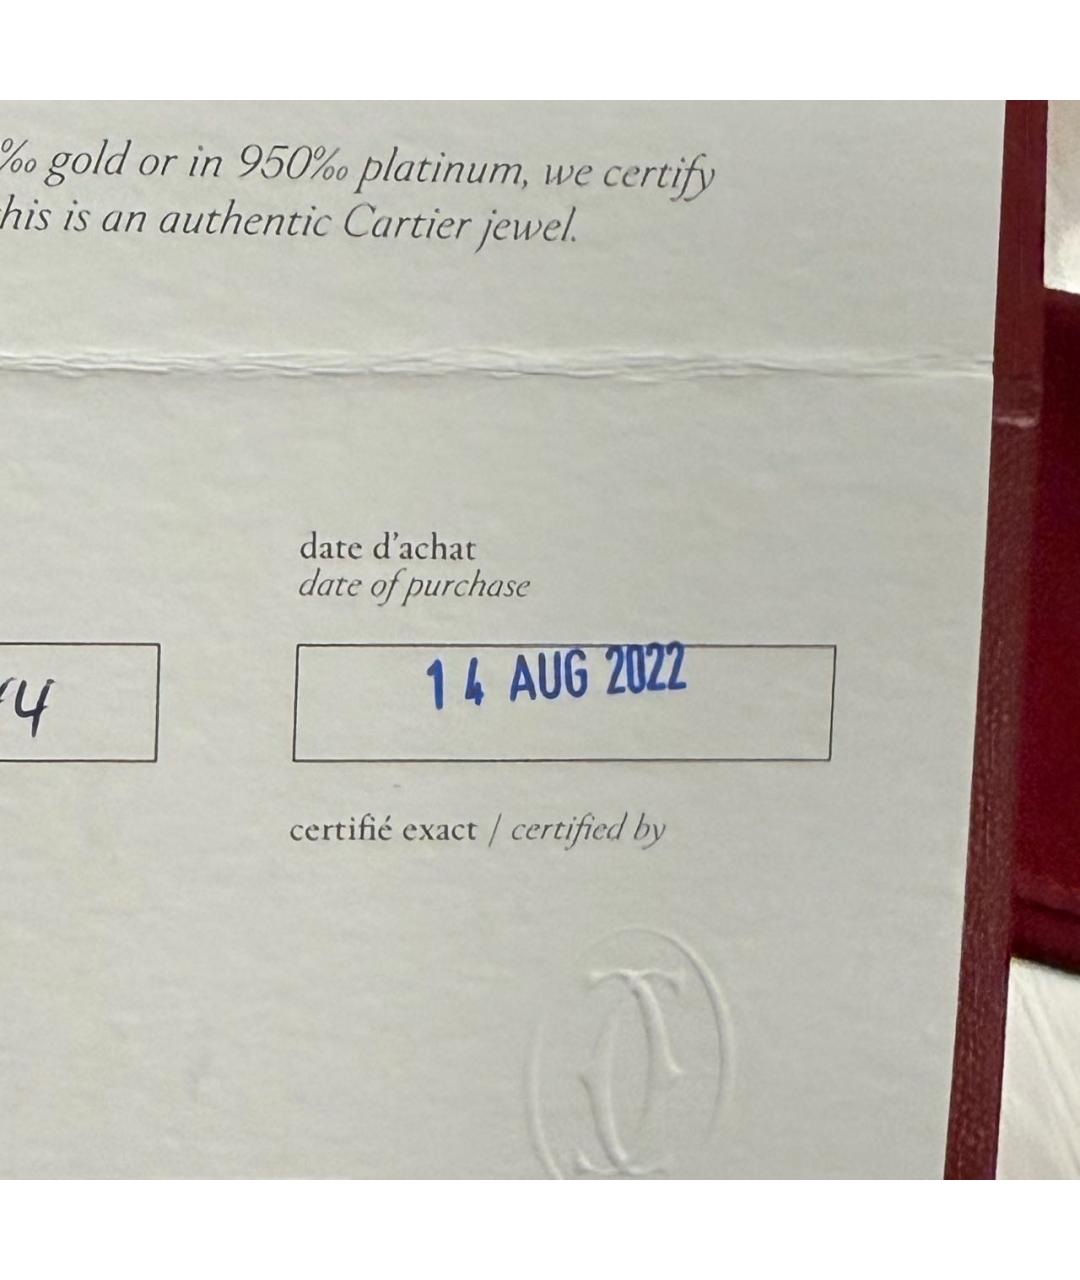 ‰ gold or in 950‰ platinum, we certify
this is an authentic Cartier jewel.
date d'achat
date of purchase
4
14 AUG 2022
certifié exact / certified by